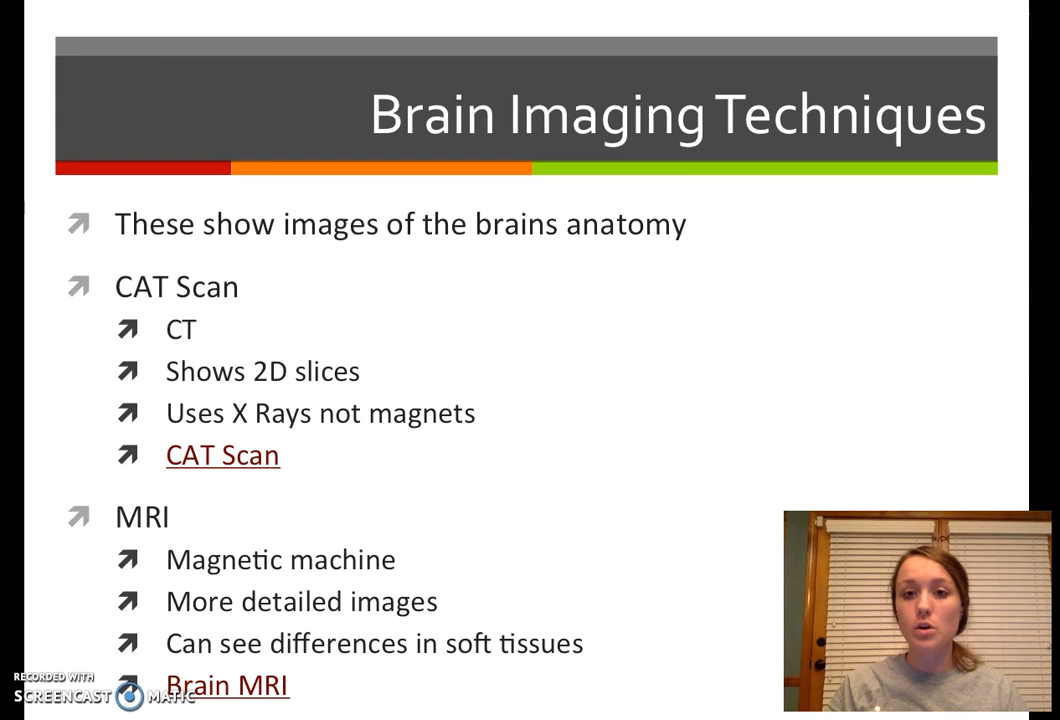 Brain Imaging Techniques
These show images of the brains anatomy
CAT Scan
CT
Shows 2D slices
Uses X Rays not magnets
CAT Scan
MRI
Magnetic machine
More detailed images
Can see differences in soft tissues
Brain MRI
RECORDED WITH
SCREENCAST MATIC